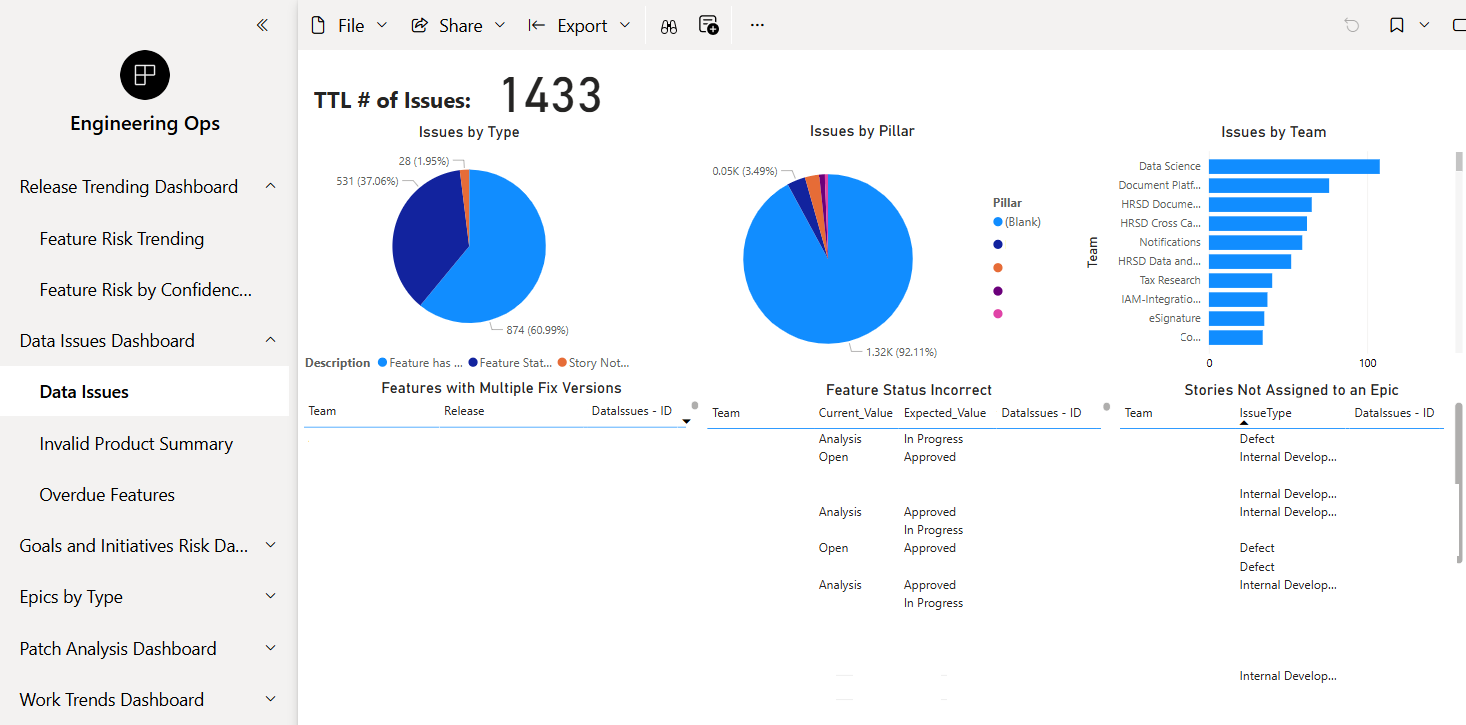 File
Share
Export
...
Engineering Ops
Release Trending Dashboard
Feature Risk Trending
Feature Risk by Confidenc...
Data Issues Dashboard
Data Issues
Invalid Product Summary
Overdue Features
Goals and Initiatives Risk Da...
Epics by Type
Patch Analysis Dashboard
Work Trends Dashboard
TTL # of Issues: 1433
Issues by Type
28 (1.95%)
531 (37.06%)
874 (60.99%)
Description Feature has ... Feature Stat... Story Not...
Issues by Pillar
0.05K (3.49%)
1.32K (92.11%)
Pillar
(Blank)
Issues by Team
Team
Data Science
Document Platf...
HRSD Docume...
HRSD Cross Ca...
Notifications
HRSD Data and...
Tax Research
IAM-Integratio...
eSignature
Co...
0 100
Features with Multiple Fix Versions
Team Release DataIssues - ID
Feature Status Incorrect
Team Current_Value Expected_Value DataIssues - ID
Analysis In Progress
Open Approved
Analysis Approved
In Progress
Open Approved
Analysis Approved
In Progress
Stories Not Assigned to an Epic
Team IssueType DataIssues - ID
Defect
Internal Develop...
Internal Develop...
Internal Develop...
Defect
Defect
Internal Develop...
Internal Develop...